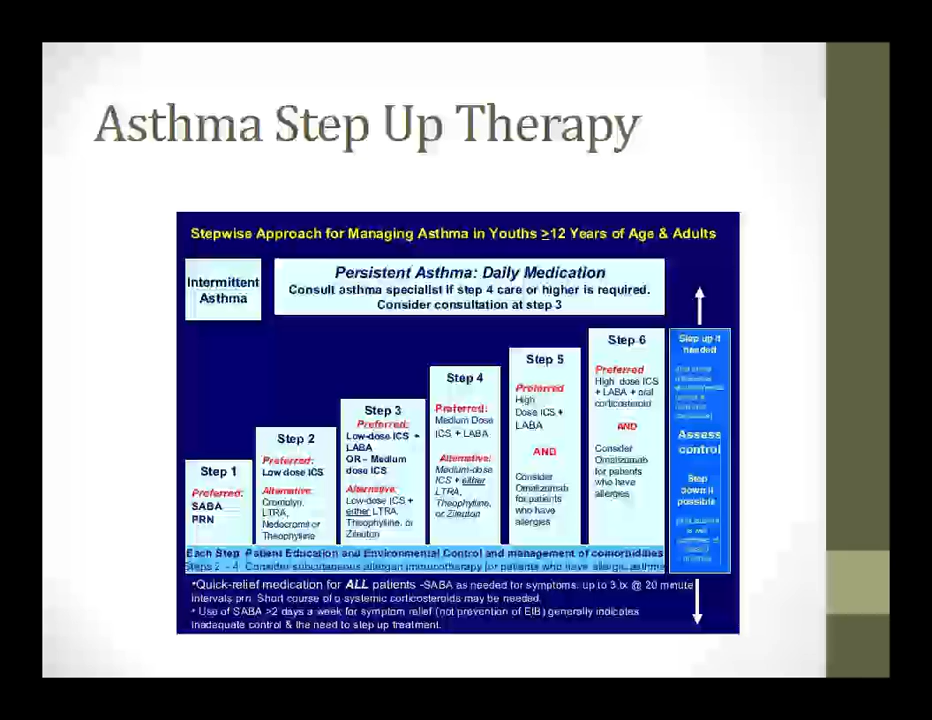 Asthma Step Up Therapy
Stepwise Approach for Managing Asthma in Youths >12 Years of Age & Adults
Intermittent
Asthma
Persistent Asthma: Daily Medication
Consult asthma specialist if step 4 care or higher is required.
Consider consultation at step 3
Step 1
Preferred:
SABA
PRN
Step 2
Preferred:
Low dose ICS
Alternative:
Cromolyn,
LTRA,
Nedocromil or
Theophylline
Step 3
Preferred:
Low-dose ICS +
LABA
OR – Medium
dose ICS
Alternative:
Low-dose ICS +
either LTRA,
Theophylline, or
Zileuton
Step 4
Preferred:
Medium Dose
ICS + LABA
Alternative:
Medium-dose
ICS + either
LTRA,
Theophylline,
or Zileuton
Step 5
Preferred
High
Dose ICS +
LABA
AND
Consider
Omalizamab
for patients
who have
allergies
Step 6
Preferred
High dose ICS
+ LABA + oral
corticosteroid
AND
Consider
Omalizamab
for patients
who have
allergies
Step up if
needed
Assess
control
Step
down if
possible
Each Step Patient Education and Environmental Control and management of comorbidities
Steps 2 - 4 Consider subcutaneous allergen immunotherapy for patients who have allergic asthma
•Quick-relief medication for ALL patients -SABA as needed for symptoms. up to 3 tx @ 20 minute
intervals prn. Short course of o systemic corticosteroids may be needed.
• Use of SABA >2 days a week for symptom relief (not prevention of EIB) generally indicates
inadequate control & the need to step up treatment.